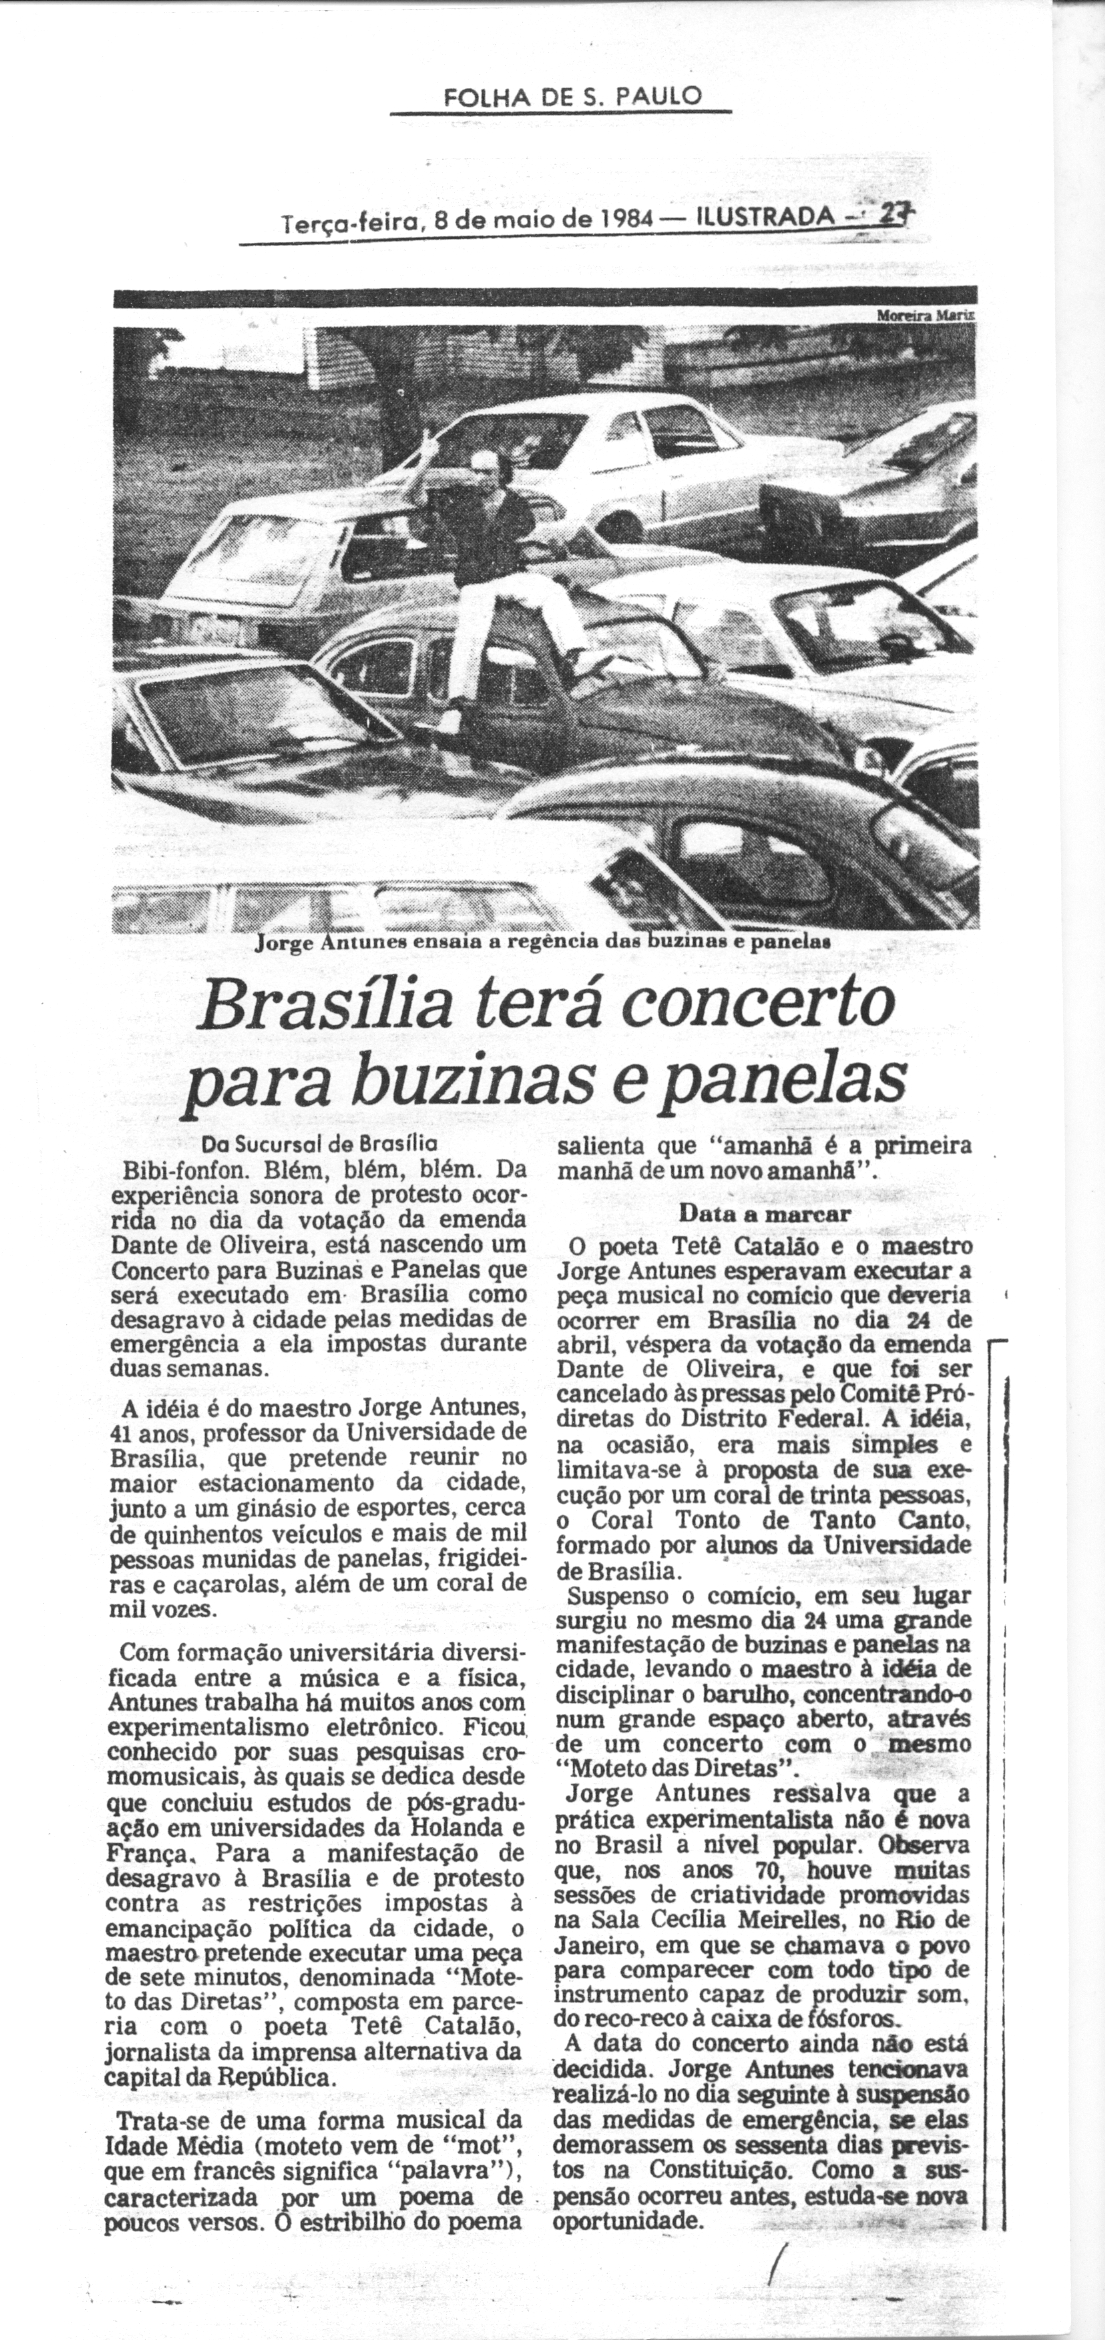 FOLHA DE S. PAULO
Terça-feira, 8 de maio de 1984 — ILUSTRADA — 27
Moreira Mariz
Jorge Antunes ensaia a regência das buzinas e panelas
Brasília terá concerto
para buzinas e panelas
Da Sucursal de Brasília
Bibi-fonfon. Blém, blém, blém. Da
experiência sonora de protesto ocor-
rida no dia da votação da emenda
Dante de Oliveira, está nascendo um
Concerto para Buzinas e Panelas que
será executado em Brasília como
desagravo à cidade pelas medidas de
emergência a ela impostas durante
duas semanas.
A idéia é do maestro Jorge Antunes,
41 anos, professor da Universidade de
Brasília, que pretende reunir no
maior estacionamento da cidade,
junto a um ginásio de esportes, cerca
de quinhentos veículos e mais de mil
pessoas munidas de panelas, frigidei-
ras e caçarolas, além de um coral de
mil vozes.
Com formação universitária diversi-
ficada entre a música e a física,
Antunes trabalha há muitos anos com
experimentalismo eletrônico. Ficou
conhecido por suas pesquisas cro-
momusicais, às quais se dedica desde
que concluiu estudos de pós-gradu-
ação em universidades da Holanda e
França. Para a manifestação de
desagravo à Brasília e de protesto
contra as restrições impostas à
emancipação política da cidade, o
maestro pretende executar uma peça
de sete minutos, denominada “Mote-
to das Diretas”, composta em parce-
ria com o poeta Tetê Catalão,
jornalista da imprensa alternativa da
capital da República.
Trata-se de uma forma musical da
Idade Média (moteto vem de “mot”,
que em francês significa “palavra”),
caracterizada por um poema de
poucos versos. O estribilho do poema
salienta que “amanhã é a primeira
manhã de um novo amanhã”.
Data a marcar
O poeta Tetê Catalão e o maestro
Jorge Antunes esperavam executar a
peça musical no comício que deveria
ocorrer em Brasília no dia 24 de
abril, véspera da votação da emenda
Dante de Oliveira, e que foi ser
cancelado às pressas pelo Comitê Pró-
diretas do Distrito Federal. A idéia,
na ocasião, era mais simples e
limitava-se à proposta de sua exe-
cução por um coral de trinta pessoas,
o Coral Tonto de Tanto Canto,
formado por alunos da Universidade
de Brasília.
Suspenso o comício, em seu lugar
surgiu no mesmo dia 24 uma grande
manifestação de buzinas e panelas na
cidade, levando o maestro à idéia de
disciplinar o barulho, concentrando-o
num grande espaço aberto, através
de um concerto com o mesmo
“Moteto das Diretas”.
Jorge Antunes ressalva que a
prática experimentalista não é nova
no Brasil a nível popular. Observa
que, nos anos 70, houve muitas
sessões de criatividade promovidas
na Sala Cecília Meirelles, no Rio de
Janeiro, em que se chamava o povo
para comparecer com todo tipo de
instrumento capaz de produzir som,
do reco-reco à caixa de fósforos.
A data do concerto ainda não está
decidida. Jorge Antunes tencionava
realizá-lo no dia seguinte à suspensão
das medidas de emergência, se elas
demorassem os sessenta dias previs-
tos na Constituição. Como a sus-
pensão ocorreu antes, estuda-se nova
oportunidade.